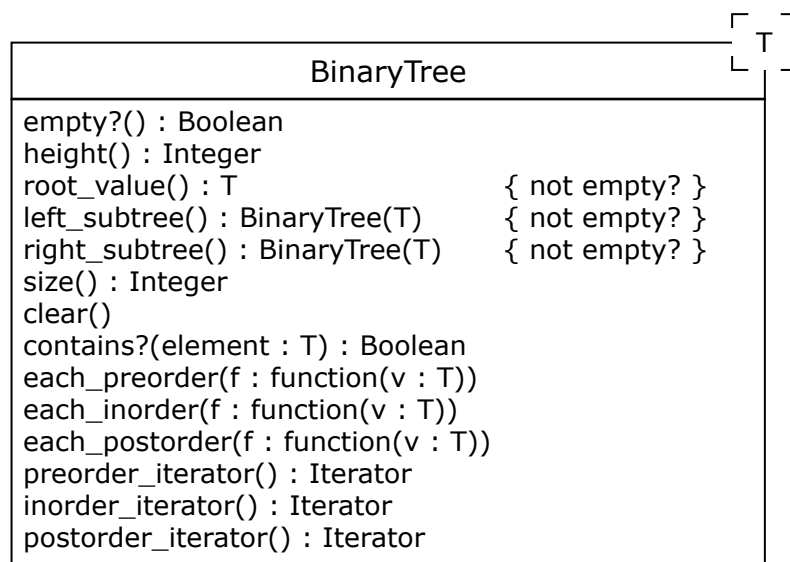 T
BinaryTree
empty?() : Boolean
height() : Integer
root_value() : T { not empty? }
left_subtree() : BinaryTree(T) { not empty? }
right_subtree() : BinaryTree(T) { not empty? }
size() : Integer
clear()
contains?(element : T) : Boolean
each_preorder(f : function(v : T))
each_inorder(f : function(v : T))
each_postorder(f : function(v : T))
preorder_iterator() : Iterator
inorder_iterator() : Iterator
postorder_iterator() : Iterator